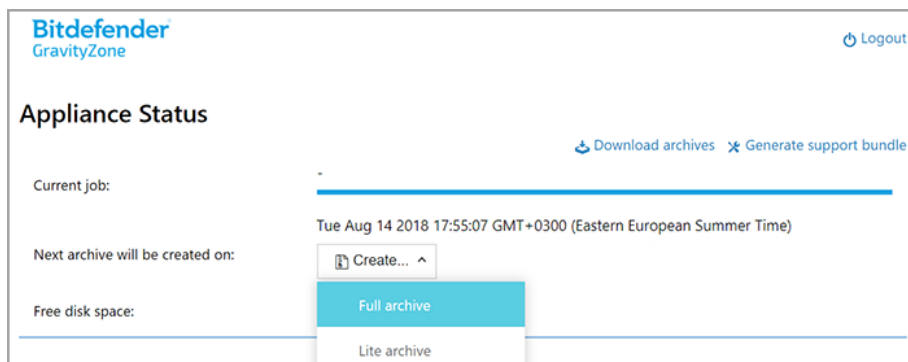 Bitdefender
GravityZone
Logout
Appliance Status
Download archives Generate support bundle
Current job:
-
Tue Aug 14 2018 17:55:07 GMT+0300 (Eastern European Summer Time)
Next archive will be created on:
Create...
Free disk space:
Full archive
Lite archive